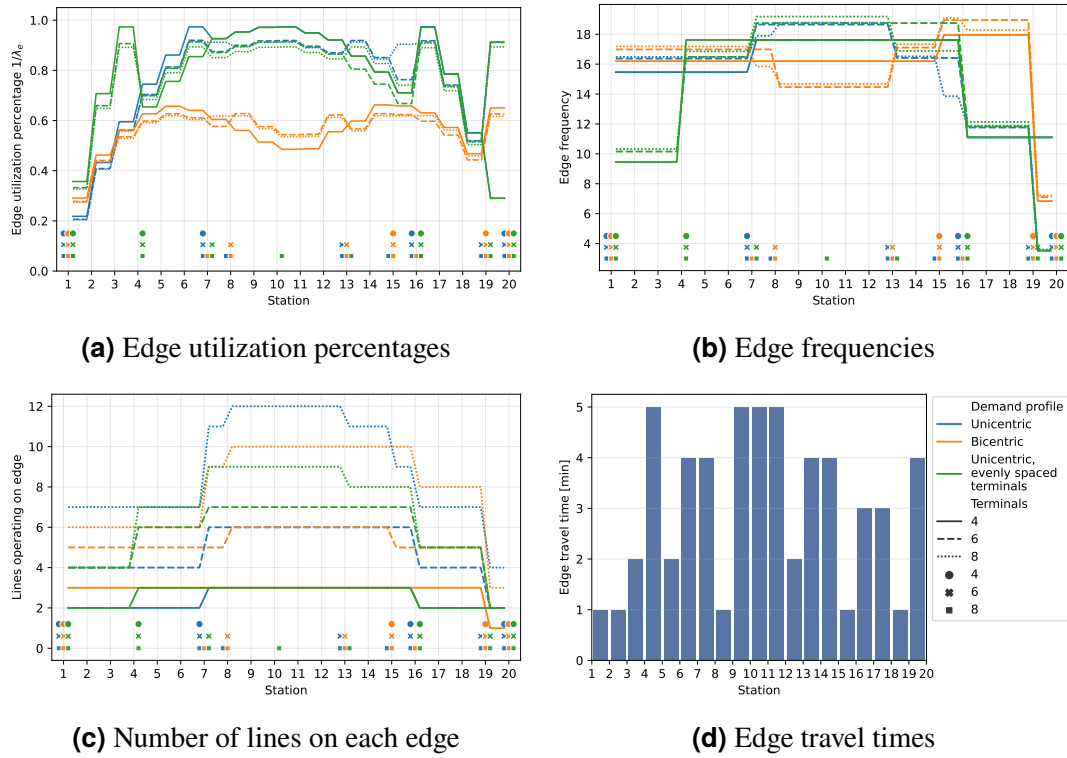 1.0
0.8
0.6
0.4
0.2
0.0
Edge utilization percentage 1/λe
1 2 3 4 5 6 7 8 9 10 11 12 13 14 15 16 17 18 19 20
Station
(a) Edge utilization percentages
18
16
14
12
10
8
6
4
Edge frequency
1 2 3 4 5 6 7 8 9 10 11 12 13 14 15 16 17 18 19 20
Station
(b) Edge frequencies
12
10
8
6
4
2
0
Lines operating on edge
1 2 3 4 5 6 7 8 9 10 11 12 13 14 15 16 17 18 19 20
Station
(c) Number of lines on each edge
5
4
3
2
1
0
Edge travel time [min]
1 2 3 4 5 6 7 8 9 10 11 12 13 14 15 16 17 18 19 20
Station
(d) Edge travel times
Demand profile
Unicentric
Bicentric
Unicentric,
evenly spaced
terminals
Terminals
4
6
8
4
6
8